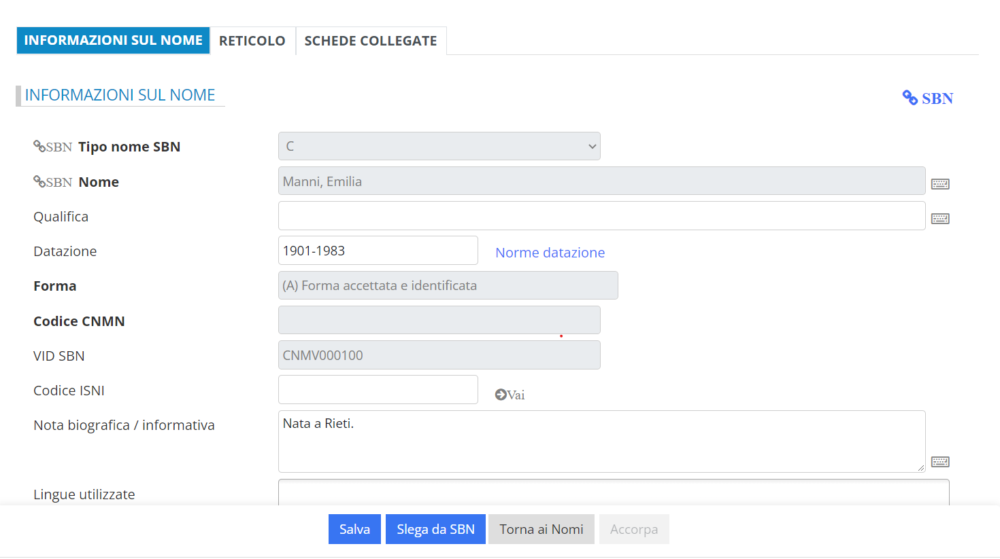 INFORMAZIONI SUL NOME RETICOLO SCHEDE COLLEGATE
INFORMAZIONI SUL NOME SBN
SBN Tipo nome SBN C
SBN Nome Manni, Emilia
Qualifica
Datazione 1901-1983 Norme datazione
Forma (A) Forma accettata e identificata
Codice CNMN
VID SBN CNMV000100
Codice ISNI Vai
Nota biografica / informativa Nata a Rieti.
Lingue utilizzate
Salva Slega da SBN Torna ai Nomi Accorpa